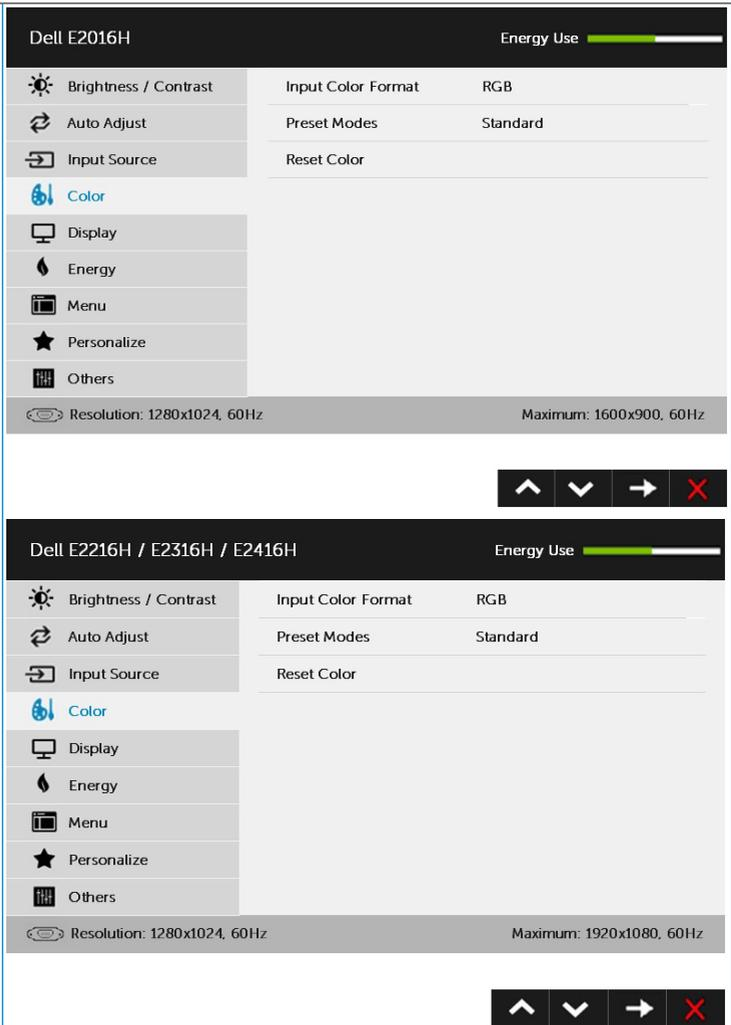 Dell E2016H Energy Use
Brightness / Contrast Input Color Format RGB
Auto Adjust Preset Modes Standard
Input Source Reset Color
Color
Display
Energy
Menu
Personalize
Others
Resolution: 1280x1024, 60Hz Maximum: 1600x900, 60Hz
Dell E2216H / E2316H / E2416H Energy Use
Brightness / Contrast Input Color Format RGB
Auto Adjust Preset Modes Standard
Input Source Reset Color
Color
Display
Energy
Menu
Personalize
Others
Resolution: 1280x1024, 60Hz Maximum: 1920x1080, 60Hz